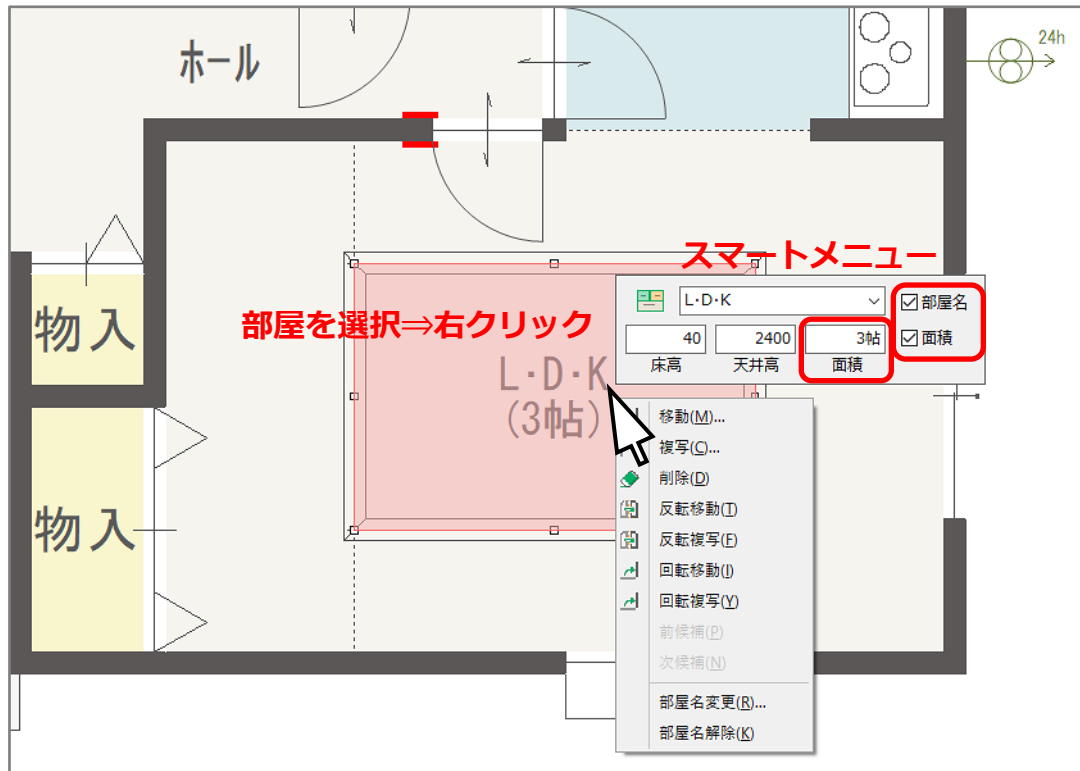 ホール
24h
スマートメニュー
L・D・K
部屋名
物入
部屋を選択⇒右クリック
40
2400
3帖
面積
床高
天井高
面積
L・D・K
(3帖)
移動(M)...
複写(C)...
削除(D)
反転移動(T)
物入
反転複写(F)
回転移動(I)
回転複写(Y)
前候補(P)
次候補(N)
部屋名変更(R)...
部屋名解除(K)